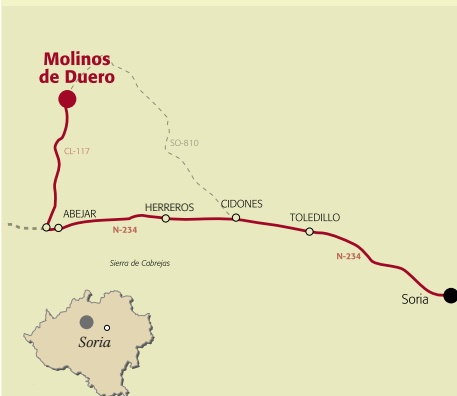 Molinos
de Duero
CL-117
SO-810
ABEJAR
HERREROS
CIDONES
TOLEDILLO
N-234
N-234
Sierra de Cabrejas
Soria
Soria